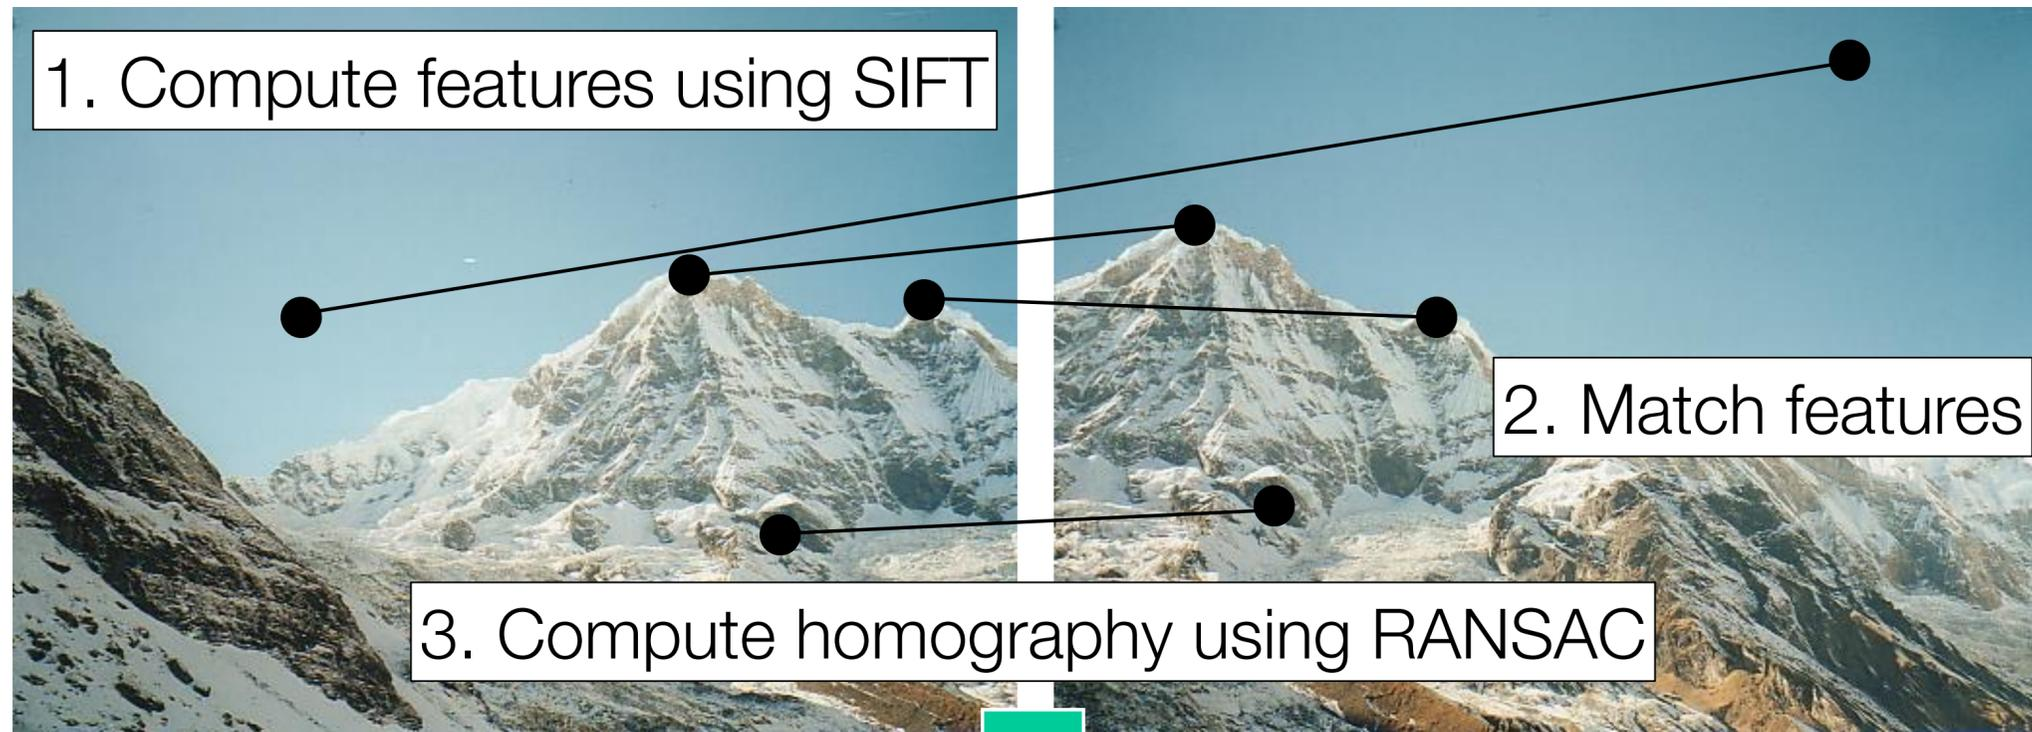 1. Compute features using SIFT
2. Match features
3. Compute homography using RANSAC